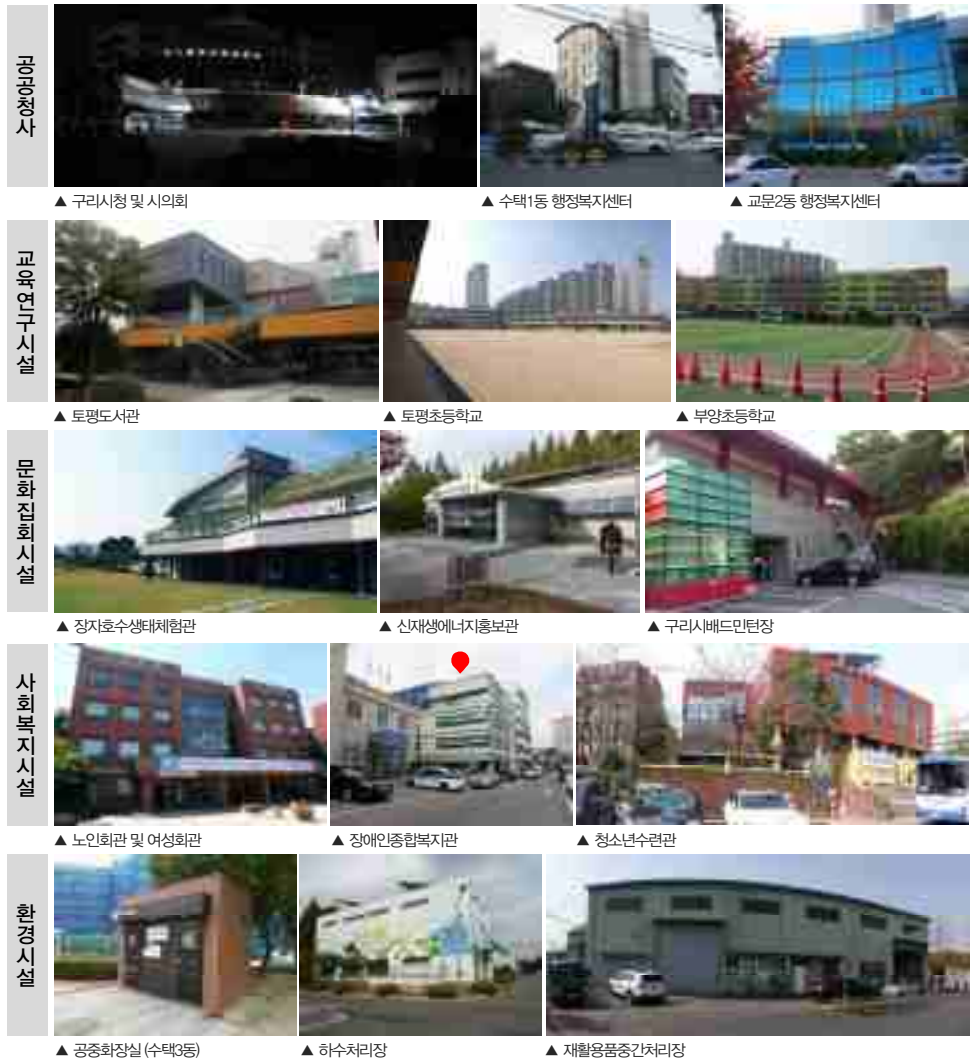 공공청사
▲ 구리시청 및 시의회
▲ 수택1동 행정복지센터
▲ 교문2동 행정복지센터
교육연구시설
▲ 토평도서관
▲ 토평초등학교
▲ 부양초등학교
문화집회시설
▲ 장자호수생태체험관
▲ 신재생에너지홍보관
▲ 구리시배드민턴장
사회복지시설
▲ 노인회관 및 여성회관
▲ 장애인종합복지관
▲ 청소년수련관
환경시설
▲ 공중화장실 (수택3동)
▲ 하수처리장
▲ 재활용품중간처리장